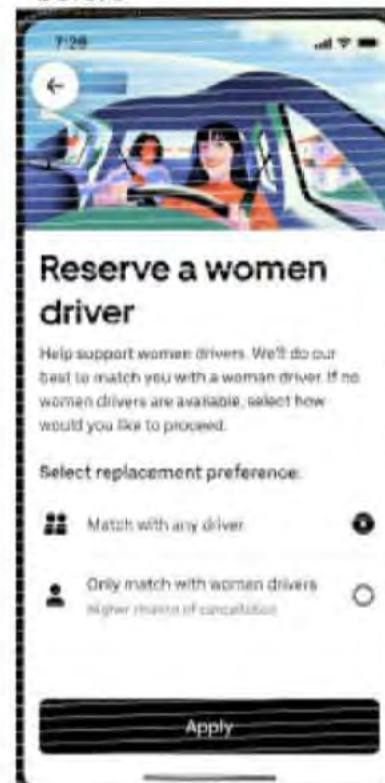 7:26
Reserve a women
driver
Help support women drivers. We'll do our
best to match you with a woman driver. If no
women drivers are available, select how
would you like to proceed.
Select replacement preference:
Match with any driver
Only match with women drivers
Higher chance of cancellation
Apply